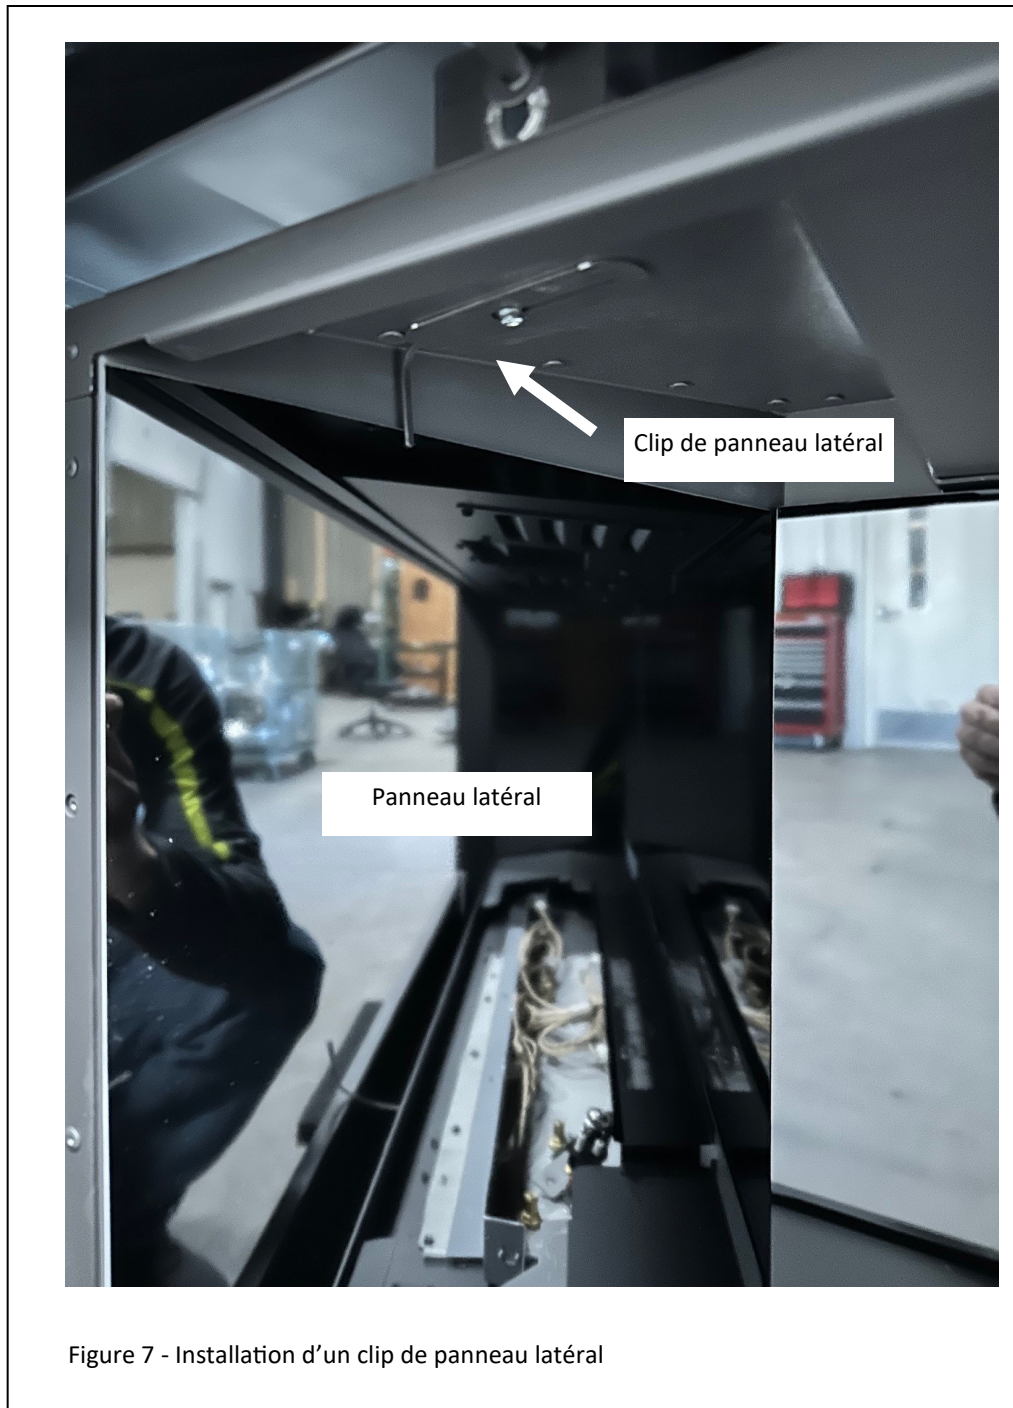 Clip de panneau latéral
Panneau latéral
Figure 7 - Installation d’un clip de panneau latéral